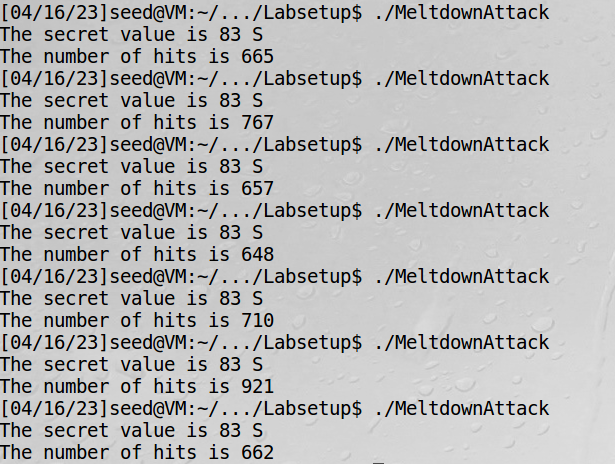 [04/16/23]seed@VM:~/.../Labsetup$ ./MeltdownAttack
The secret value is 83 S
The number of hits is 665
[04/16/23]seed@VM:~/.../Labsetup$ ./MeltdownAttack
The secret value is 83 S
The number of hits is 767
[04/16/23]seed@VM:~/.../Labsetup$ ./MeltdownAttack
The secret value is 83 S
The number of hits is 657
[04/16/23]seed@VM:~/.../Labsetup$ ./MeltdownAttack
The secret value is 83 S
The number of hits is 648
[04/16/23]seed@VM:~/.../Labsetup$ ./MeltdownAttack
The secret value is 83 S
The number of hits is 710
[04/16/23]seed@VM:~/.../Labsetup$ ./MeltdownAttack
The secret value is 83 S
The number of hits is 921
[04/16/23]seed@VM:~/.../Labsetup$ ./MeltdownAttack
The secret value is 83 S
The number of hits is 662